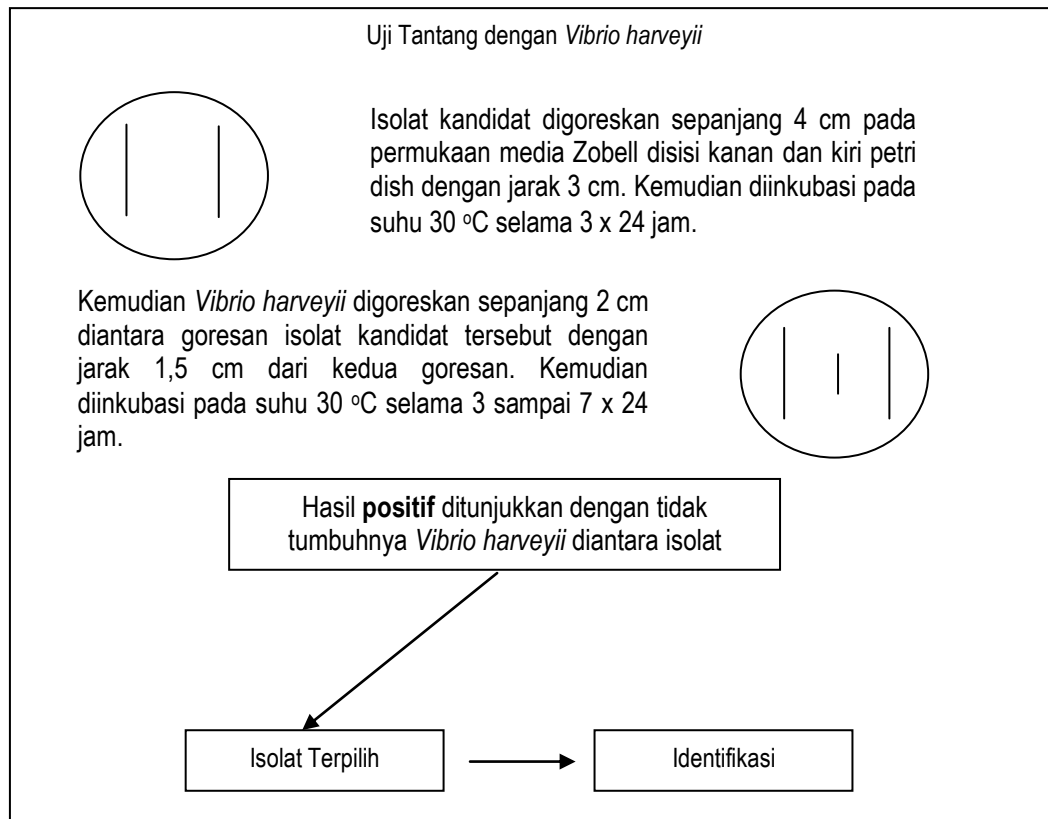 Uji Tantang dengan Vibrio harveyii
Isolat kandidat digoreskan sepanjang 4 cm pada
permukaan media Zobell disisi kanan dan kiri petri
dish dengan jarak 3 cm. Kemudian diinkubasi pada
suhu 30 ºC selama 3 x 24 jam.
Kemudian Vibrio harveyii digoreskan sepanjang 2 cm
diantara goresan isolat kandidat tersebut dengan
jarak 1,5 cm dari kedua goresan. Kemudian
diinkubasi pada suhu 30 ºC selama 3 sampai 7 x 24
jam.
Hasil positif ditunjukkan dengan tidak
tumbuhnya Vibrio harveyii diantara isolat
Isolat Terpilih
Identifikasi